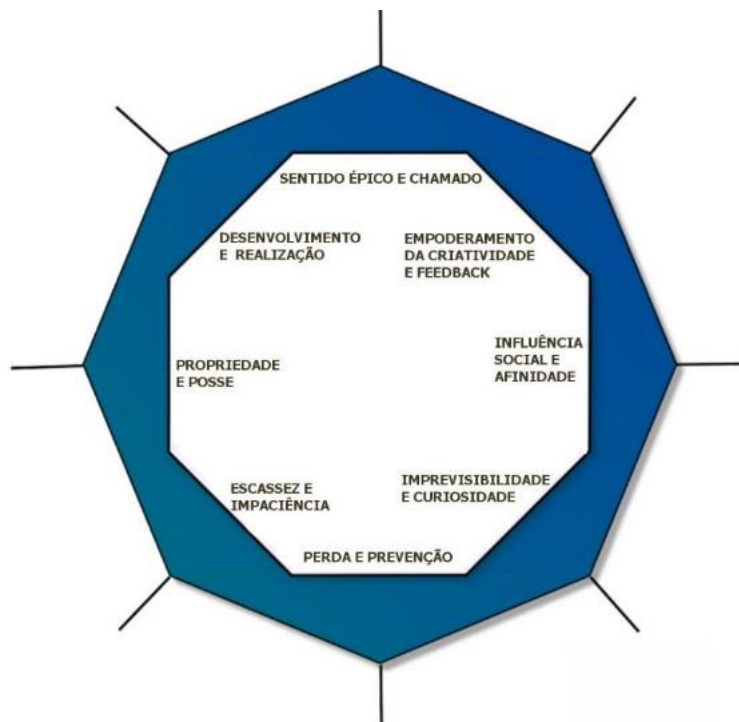 SENTIDO ÉPICO E CHAMADO
DESENVOLVIMENTO
E REALIZAÇÃO
EMPODERAMENTO
DA CRIATIVIDADE
E FEEDBACK
PROPRIEDADE
E POSSE
INFLUÊNCIA
SOCIAL E
AFINIDADE
ESCASSEZ E
IMPACIÊNCIA
IMPREVISIBILIDADE
E CURIOSIDADE
PERDA E PREVENÇÃO